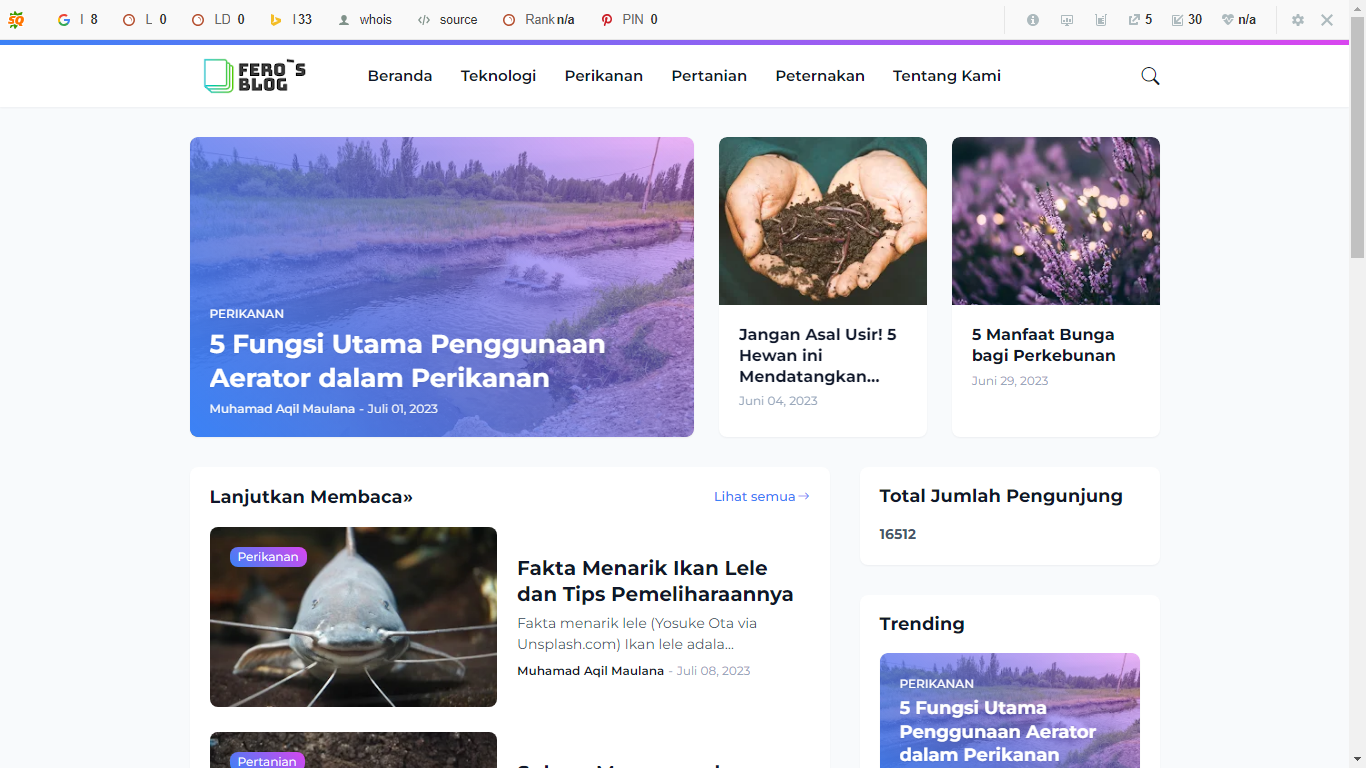 SQ I 8 L 0 LD 0 I 33 whois source Rank n/a PIN 0 5 30 n/a
FERO`S
BLOG
Beranda Teknologi Perikanan Pertanian Peternakan Tentang Kami
PERIKANAN
5 Fungsi Utama Penggunaan
Aerator dalam Perikanan
Muhamad Aqil Maulana - Juli 01, 2023
Jangan Asal Usir! 5
Hewan ini
Mendatangkan...
Juni 04, 2023
5 Manfaat Bunga
bagi Perkebunan
Juni 29, 2023
Lanjutkan Membaca»
Lihat semua
Perikanan
Fakta Menarik Ikan Lele
dan Tips Pemeliharaannya
Fakta menarik lele (Yosuke Ota via
Unsplash.com) Ikan lele adala...
Muhamad Aqil Maulana - Juli 08, 2023
Pertanian
Total Jumlah Pengunjung
16512
Trending
PERIKANAN
5 Fungsi Utama
Penggunaan Aerator
dalam Perikanan